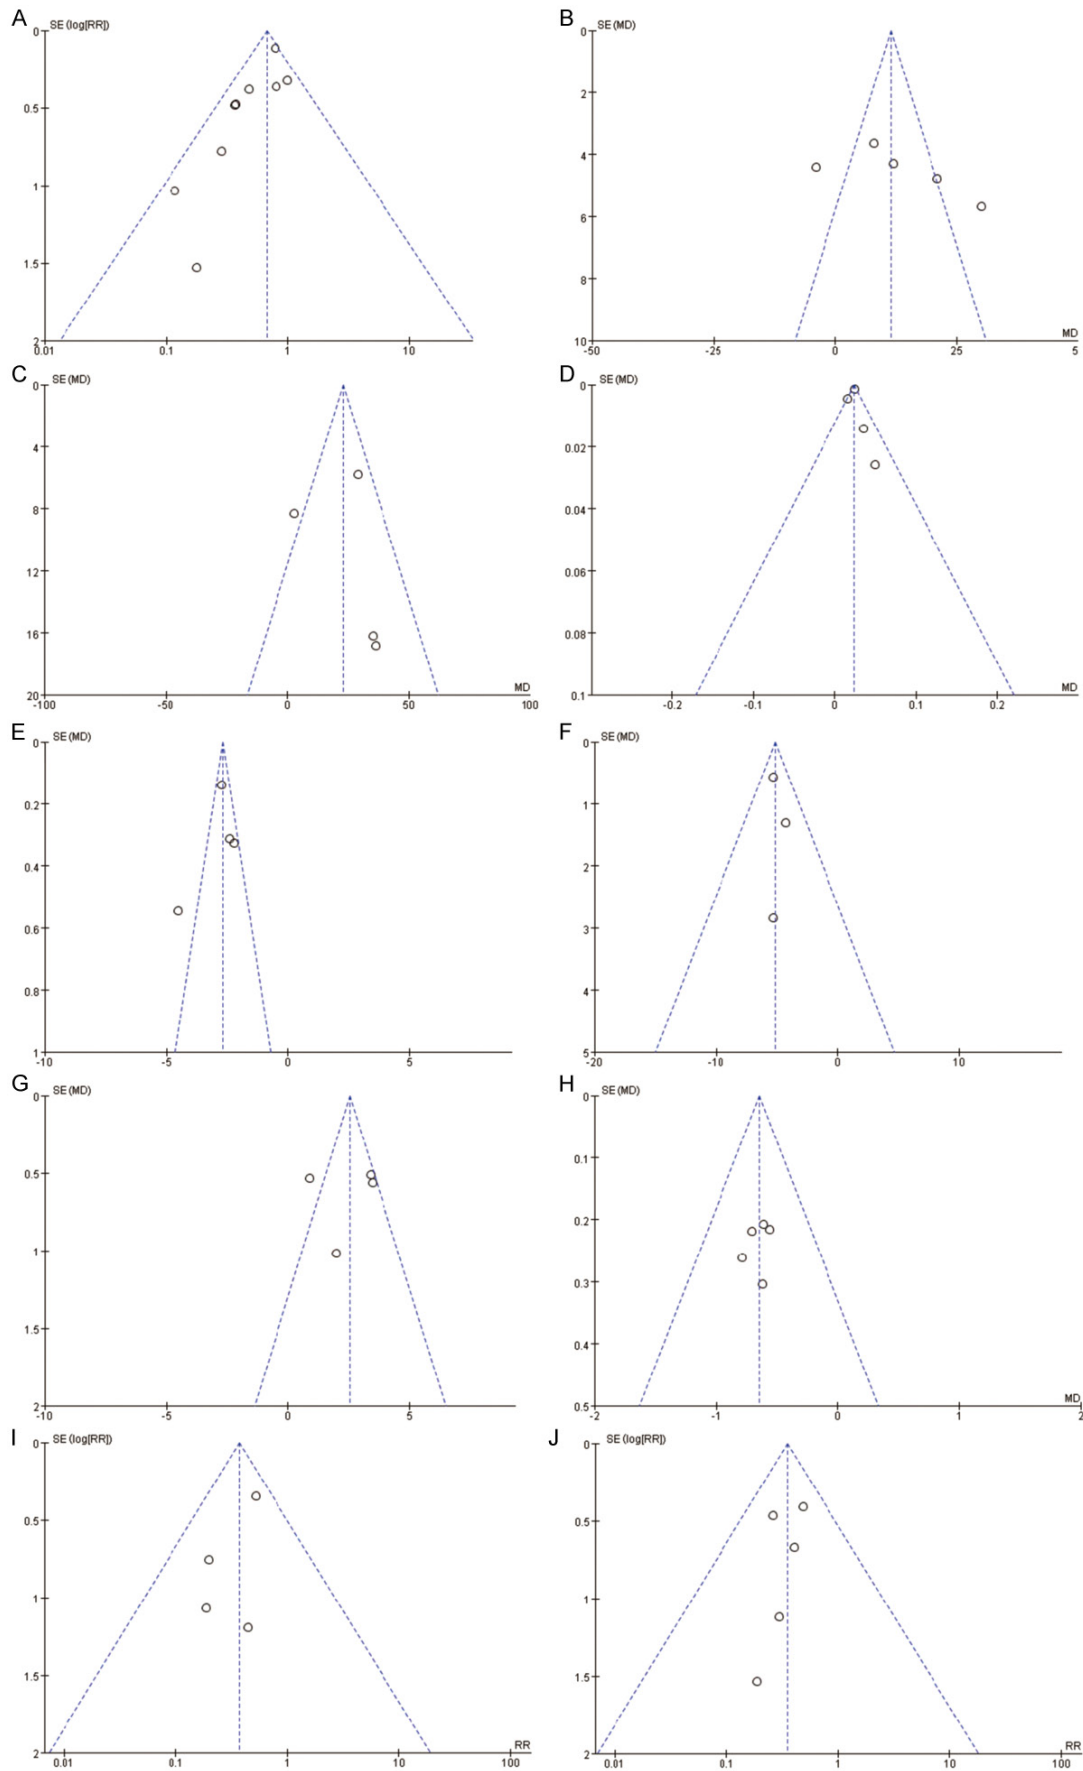 A
SE(log[RR])
0
0.5
1
1.5
2
0.01 0.1 1 10
B
SE(MD)
0
2
4
6
8
10
MD
-50 -25 0 25 5
C
SE(MD)
0
4
8
12
16
20
MD
-100 -50 0 50 100
D
SE(MD)
0
0.02
0.04
0.06
0.08
0.1
MD
-0.2 -0.1 0 0.1 0.2
E
SE(MD)
0
0.2
0.4
0.6
0.8
1
-10 -5 0 5
F
SE(MD)
0
1
2
3
4
5
-20 -10 0 10
G
SE(MD)
0
0.5
1
1.5
2
-10 -5 0 5
H
SE(MD)
0
0.1
0.2
0.3
0.4
0.5
MD
-2 -1 0 1 2
I
SE(log[RR])
0
0.5
1
1.5
2
RR
0.01 0.1 1 10 100
J
SE(log[RR])
0
0.5
1
1.5
2
RR
0.01 0.1 1 10 100